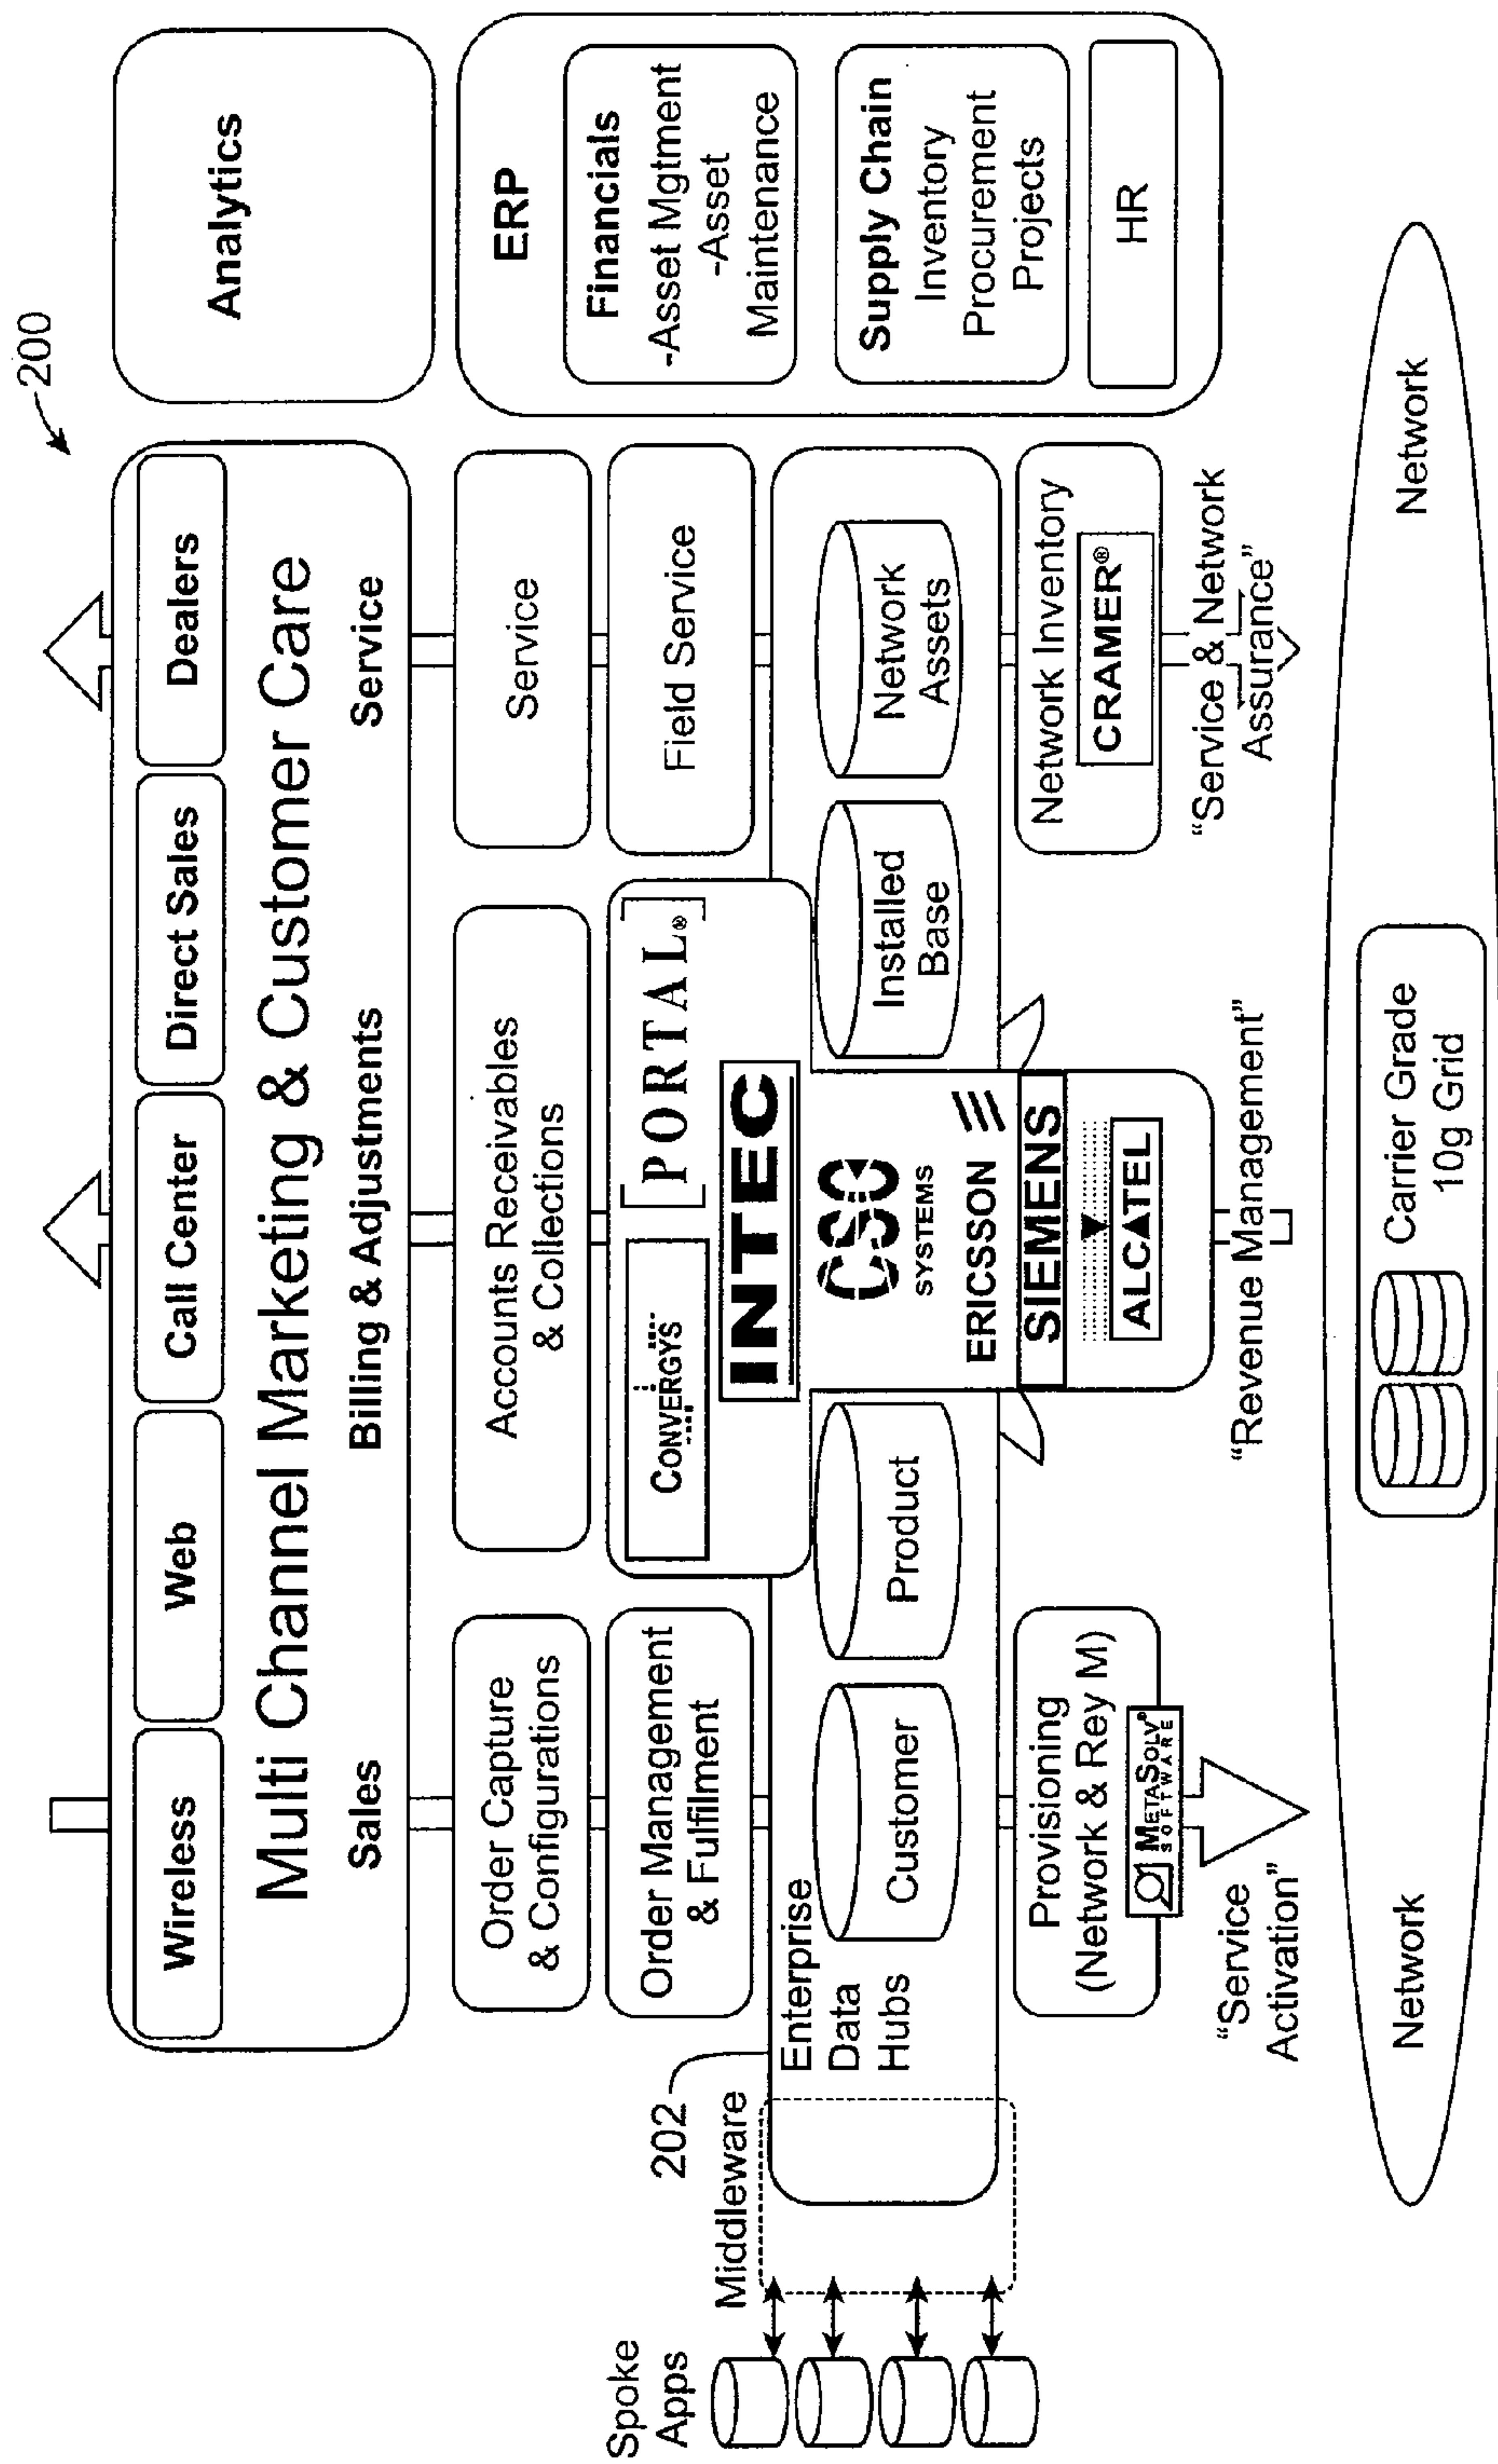 200
Wireless
Web
Call Center
Direct Sales
Dealers
Multi Channel Marketing & Customer Care
Sales
Billing & Adjustments
Service
Analytics
Order Capture
& Configurations
Accounts Receivables
& Collections
Service
ERP
Financials
-Asset Mgtment
-Asset
Maintenance
Supply Chain
Inventory
Procurement
Projects
HR
Order Management
& Fulfilment
CONVERGYS
[PORTAL®]
INTEC
CSG
SYSTEMS
ERICSSON
SIEMENS
ALCATEL
Field Service
202
Middleware
Spoke
Apps
Enterprise
Data
Hubs
Customer
Product
Installed
Base
Network
Assets
Provisioning
(Network & Rey M)
METASOLV®
SOFTWARE
Network Inventory
CRAMER®
“Service
Activation”
“Revenue Management”
“Service & Network
Assurance”
Network
Carrier Grade
10g Grid
Network